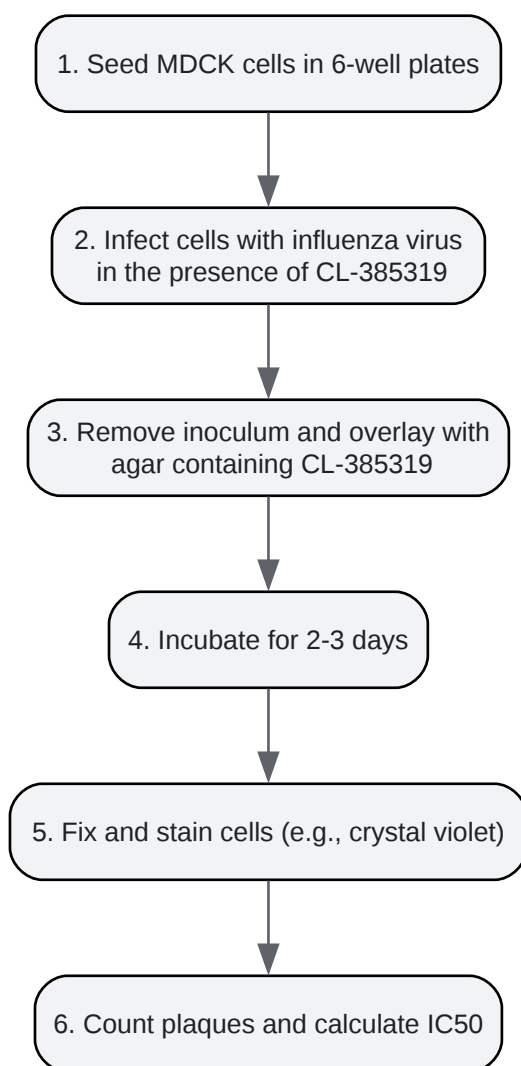 1. Seed MDCK cells in 6-well plates
2. Infect cells with influenza virus
in the presence of CL-385319
3. Remove inoculum and overlay with
agar containing CL-385319
4. Incubate for 2-3 days
5. Fix and stain cells (e.g., crystal violet)
6. Count plaques and calculate IC50